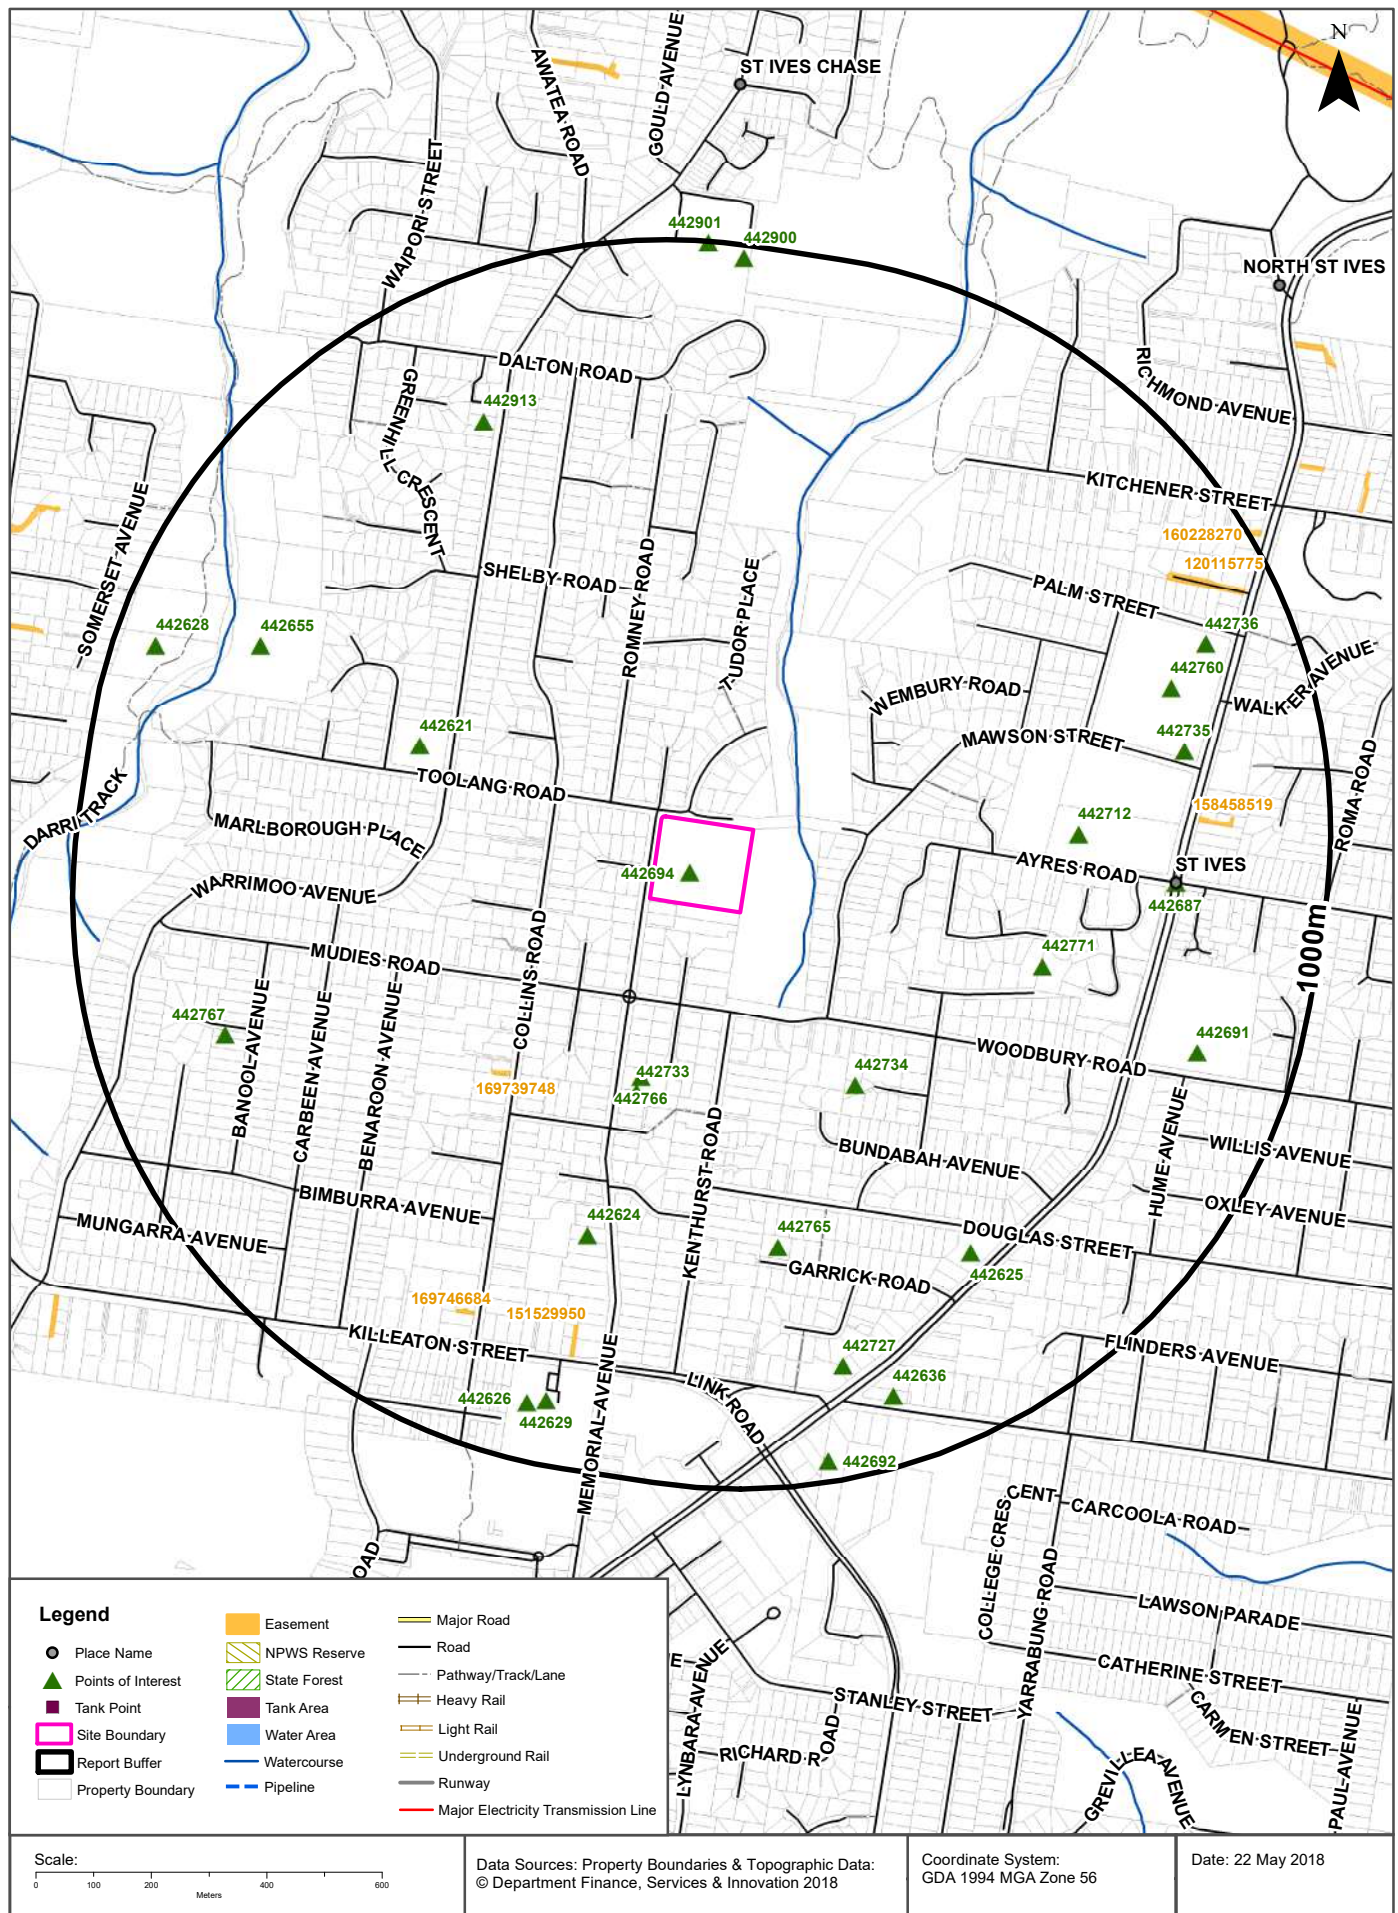 N
ST IVES CHASE
GOULD AVENUE
AWATEA ROAD
WAIPORI STREET
442901
442900
NORTH ST IVES
DALTON ROAD
GREENHILL CRESCENT
442913
RICHMOND AVENUE
KITCHENER STREET
SOMERSET AVENUE
160228270
120115775
SHELBY ROAD
ROMNEY ROAD
TUDOR PLACE
PALM STREET
442628
442655
442736
442760
WALKER AVENUE
WEMBURY ROAD
442621
MAWSON STREET
442735
TOOLANG ROAD
ROMA ROAD
DARRI TRACK
MARLBOROUGH PLACE
158458519
442712
442694
AYRES ROAD
ST IVES
WARRIMOO AVENUE
442687
COLLINS ROAD
MUDIES ROAD
442771
1000m
442767
BANOOL AVENUE
CARBEEN AVENUE
BENAROON AVENUE
442691
WOODBURY ROAD
442733
442734
169739748
442766
KENTHURST ROAD
HUME AVENUE
BUNDABAH AVENUE
WILLIS AVENUE
BIMBURRA AVENUE
OXLEY AVENUE
MUNGARRA AVENUE
442624
442765
DOUGLAS STREET
GARRICK ROAD
442625
169746684
151529950
KILLEATON STREET
442727
FLINDERS AVENUE
442636
LINK ROAD
442626
442629
MEMORIAL AVENUE
442692
COLLEGE CRESCENT
CARCOOLA ROAD
OAD
YARRABUNG ROAD
LAWSON PARADE
E
LYNBARA AVENUE
CATHERINE STREET
STANLEY STREET
CARMEN STREET
RICHARD ROAD
GREVILLEA AVENUE
PAUL AVENUE
Legend
Place Name
Points of Interest
Tank Point
Site Boundary
Report Buffer
Property Boundary
Easement
NPWS Reserve
State Forest
Tank Area
Water Area
Watercourse
Pipeline
Major Road
Road
Pathway/Track/Lane
Heavy Rail
Light Rail
Underground Rail
Runway
Major Electricity Transmission Line
Scale:
0 100 200 400 600
Meters
Data Sources: Property Boundaries & Topographic Data:
© Department Finance, Services & Innovation 2018
Coordinate System:
GDA 1994 MGA Zone 56
Date: 22 May 2018